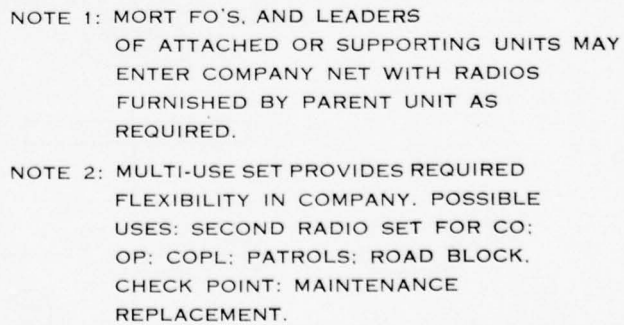 NOTE 1: MORT FO'S, AND LEADERS
OF ATTACHED OR SUPPORTING UNITS MAY
ENTER COMPANY NET WITH RADIOS
FURNISHED BY PARENT UNIT AS
REQUIRED.
NOTE 2: MULTI-USE SET PROVIDES REQUIRED
FLEXIBILITY IN COMPANY. POSSIBLE
USES: SECOND RADIO SET FOR CO;
OP; COPL; PATROLS; ROAD BLOCK.
CHECK POINT: MAINTENANCE
REPLACEMENT.